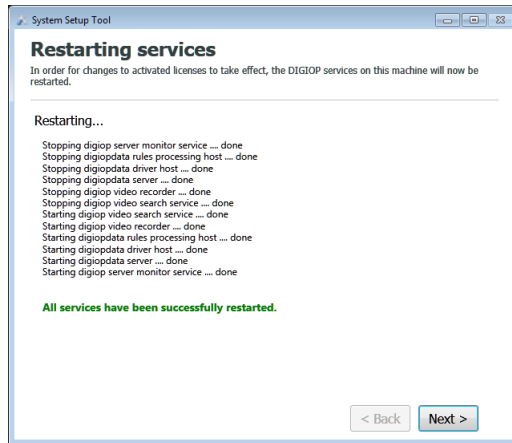 System Setup Tool
Restarting services
In order for changes to activated licenses to take effect, the DIGIOP services on this machine will now be
restarted.
Restarting...
Stopping digiop server monitor service .... done
Stopping digiopdata rules processing host .... done
Stopping digiopdata driver host .... done
Stopping digiopdata server .... done
Stopping digiop video recorder .... done
Stopping digiop video search service .... done
Starting digiop video search service .... done
Starting digiop video recorder .... done
Starting digiopdata rules processing host .... done
Starting digiopdata driver host .... done
Starting digiopdata server .... done
Starting digiop server monitor service .... done
All services have been successfully restarted.
< Back Next >